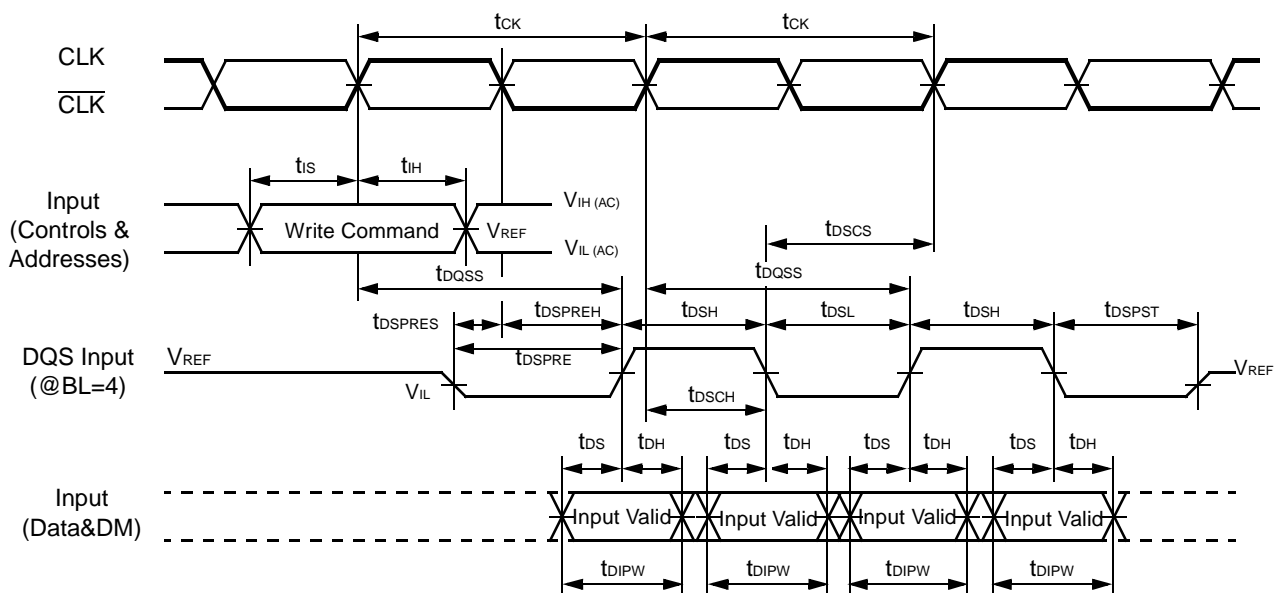 tCK tCK
CLK
CLK
tIS tIH
Input
(Controls &
Addresses)
Write Command
VIH (AC)
VREF
VIL (AC)
tDSCS
tDQSS tDQSS
tDSPRES tDSPREH tDSH tDSL tDSH tDSPST
tDSPRE
DQS Input
(@BL=4)
VREF
VIL
VREF
tDSCH
tDS tDH tDS tDH tDS tDH tDS tDH
Input
(Data&DM)
Input Valid Input Valid Input Valid Input Valid
tDIPW tDIPW tDIPW tDIPW